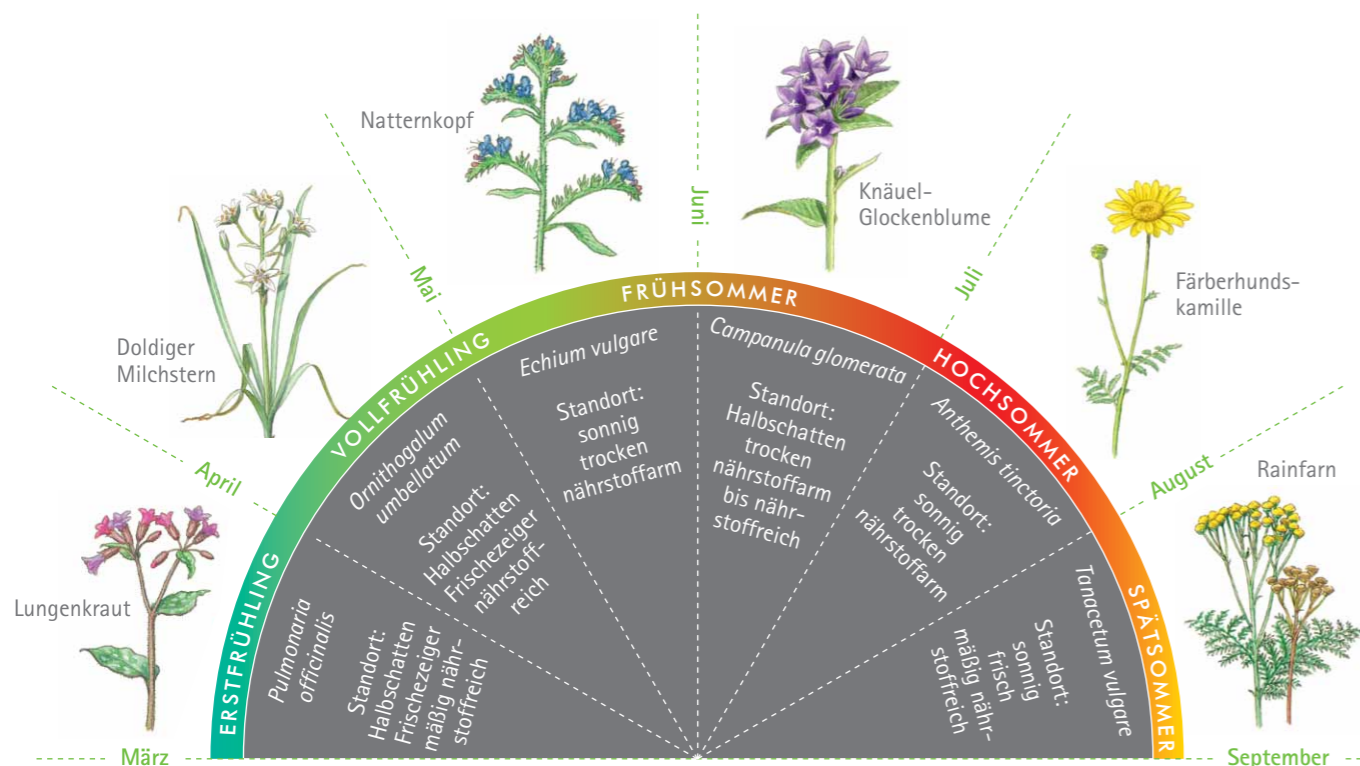 Natternkopf
Juni
Knäuel-
Glockenblume
Mai
Juli
Färberhunds-
kamille
Doldiger
Milchstern
April
August
Rainfarn
Lungenkraut
März
September
ERSTFRÜHLING
VOLLFRÜHLING
FRÜHSOMMER
HOCHSOMMER
SPÄTSOMMER
Pulmonaria
officinalis
Standort:
Halbschatten
Frischezeiger
mäßig nähr-
stoffreich
Ornithogalum
umbellatum
Standort:
Halbschatten
Frischezeiger
nährstoff-
reich
Echium vulgare
Standort:
sonnig
trocken
nährstoffarm
Campanula glomerata
Standort:
Halbschatten
trocken
nährstoffarm
bis nähr-
stoffreich
Anthemis tinctoria
Standort:
sonnig
trocken
nährstoffarm
Tanacetum vulgare
Standort:
sonnig
frisch
mäßig nähr-
stoffreich